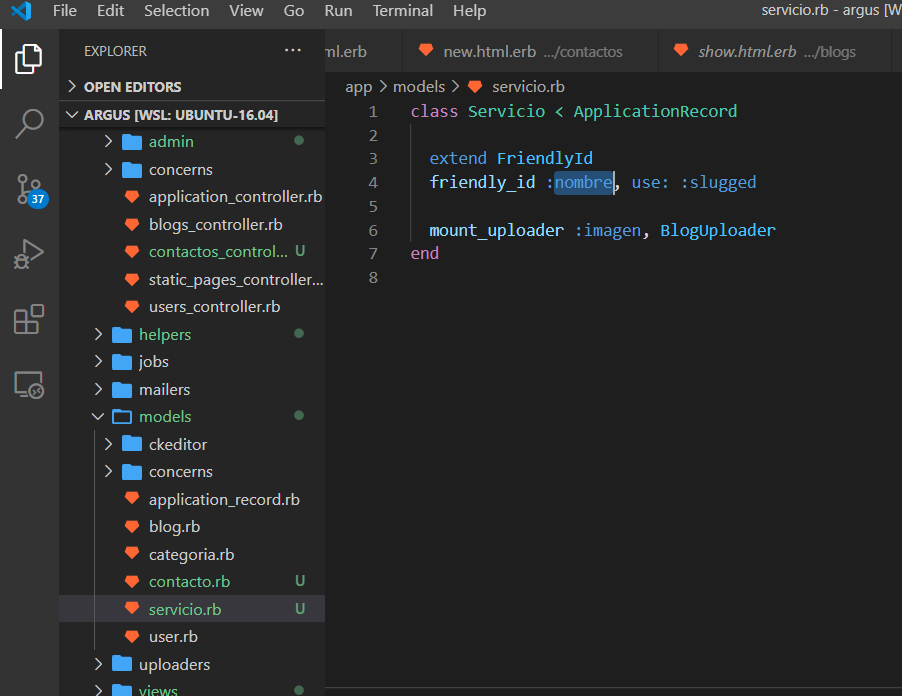 File Edit Selection View Go Run Terminal Help servicio.rb - argus [W
EXPLORER ···
ml.erb new.html.erb .../contactos show.html.erb .../blogs
OPEN EDITORS
ARGUS [WSL: UBUNTU-16.04]
admin
concerns
application_controller.rb
blogs_controller.rb
contactos_control... U
static_pages_controller...
users_controller.rb
helpers
jobs
mailers
models
ckeditor
concerns
application_record.rb
blog.rb
categoria.rb
contacto.rb U
servicio.rb U
user.rb
uploaders
views
37
app > models > servicio.rb
1 class Servicio < ApplicationRecord
2
3 extend FriendlyId
4 friendly_id :nombre, use: :slugged
5
6 mount_uploader :imagen, BlogUploader
7 end
8